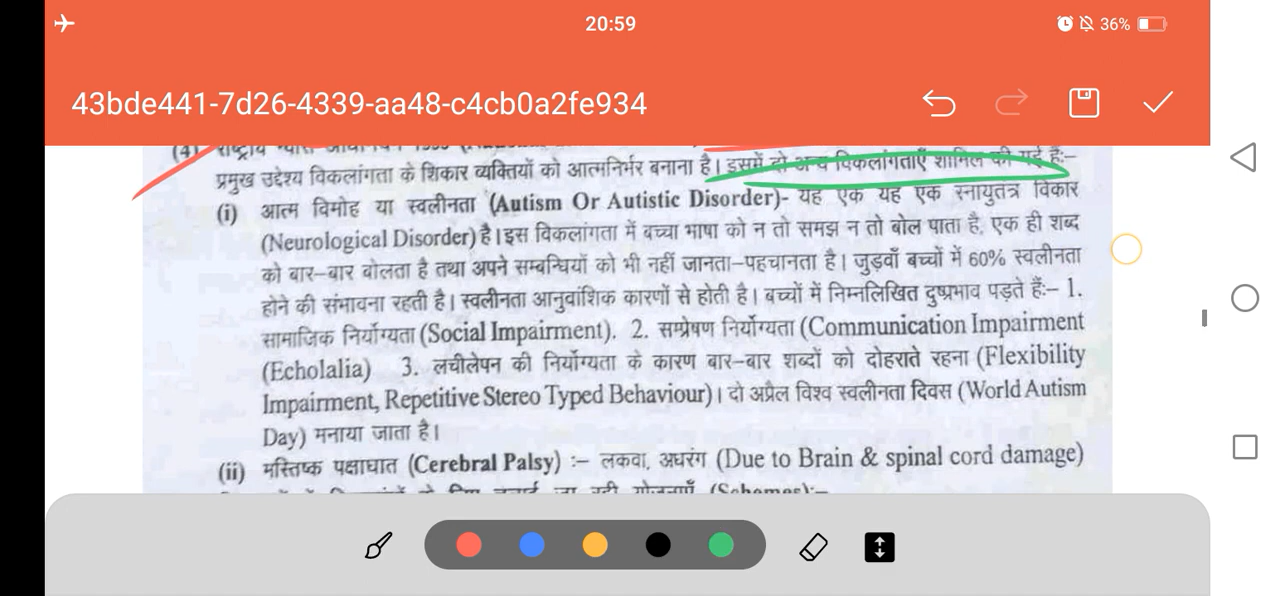 20:59
36%
43bde441-7d26-4339-aa48-c4cb0a2fe934
(4) राष्ट्रीय
प्रमुख उद्देश्य विकलांगता के शिकार व्यक्तियों को आत्मनिर्भर बनाना है। इसमें दो अन्य विकलांगताएँ शामिल की गई हैः–
(i) आत्म विमोह या स्वलीनता (Autism Or Autistic Disorder)- यह एक यह एक स्नायुतंत्र विकार
(Neurological Disorder) है। इस विकलांगता में बच्चा भाषा को न तो समझ न तो बोल पाता है, एक ही शब्द
को बार–बार बोलता है तथा अपने सम्बन्धियों को भी नहीं जानता–पहचानता है। जुड़वाँ बच्चों में 60% स्वलीनता
होने की संभावना रहती है। स्वलीनता आनुवांशिक कारणों से होती है। बच्चों में निम्नलिखित दुष्प्रभाव पड़ते हैंः– 1.
सामाजिक निर्योग्यता (Social Impairment). 2. सम्प्रेषण निर्योग्यता (Communication Impairment
(Echolalia) 3. लचीलेपन की निर्योग्यता के कारण बार–बार शब्दों को दोहराते रहना (Flexibility
Impairment, Repetitive Stereo Typed Behaviour)। दो अप्रैल विश्व स्वलीनता दिवस (World Autism
Day) मनाया जाता है।
(ii) मस्तिष्क पक्षाघात (Cerebral Palsy) :– लकवा, अधरंग (Due to Brain & spinal cord damage)
(Schemes):–